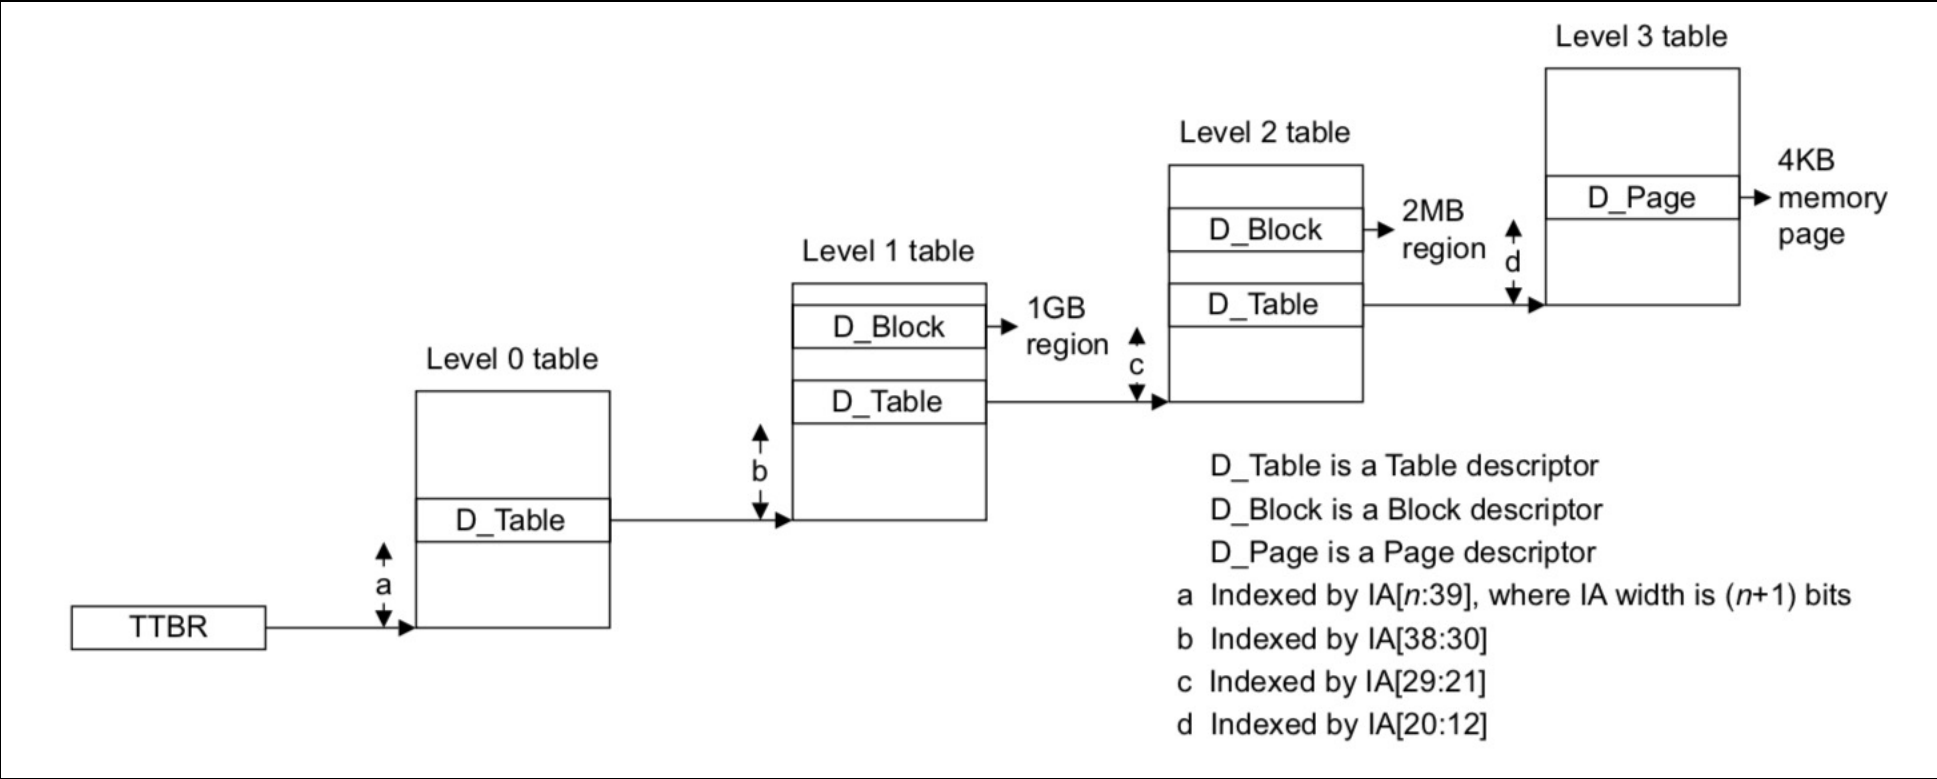 Level 3 table
4KB
memory
page
D_Page
Level 2 table
D_Block
2MB
region
d
D_Table
Level 1 table
D_Block
1GB
region
c
D_Table
Level 0 table
b
D_Table
a
TTBR
D_Table is a Table descriptor
D_Block is a Block descriptor
D_Page is a Page descriptor
a Indexed by IA[n:39], where IA width is (n+1) bits
b Indexed by IA[38:30]
c Indexed by IA[29:21]
d Indexed by IA[20:12]